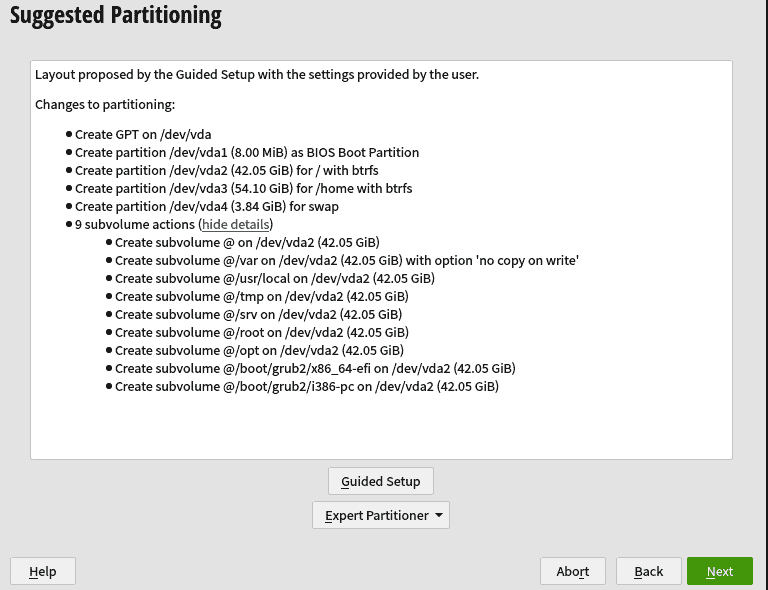 Suggested Partitioning
Layout proposed by the Guided Setup with the settings provided by the user.
Changes to partitioning:
Create GPT on /dev/vda
Create partition /dev/vda1 (8.00 MiB) as BIOS Boot Partition
Create partition /dev/vda2 (42.05 GiB) for / with btrfs
Create partition /dev/vda3 (54.10 GiB) for /home with btrfs
Create partition /dev/vda4 (3.84 GiB) for swap
9 subvolume actions (hide details)
Create subvolume @ on /dev/vda2 (42.05 GiB)
Create subvolume @/var on /dev/vda2 (42.05 GiB) with option 'no copy on write'
Create subvolume @/usr/local on /dev/vda2 (42.05 GiB)
Create subvolume @/tmp on /dev/vda2 (42.05 GiB)
Create subvolume @/srv on /dev/vda2 (42.05 GiB)
Create subvolume @/root on /dev/vda2 (42.05 GiB)
Create subvolume @/opt on /dev/vda2 (42.05 GiB)
Create subvolume @/boot/grub2/x86_64-efi on /dev/vda2 (42.05 GiB)
Create subvolume @/boot/grub2/i386-pc on /dev/vda2 (42.05 GiB)
Guided Setup
Expert Partitioner
Help
Abort
Back
Next